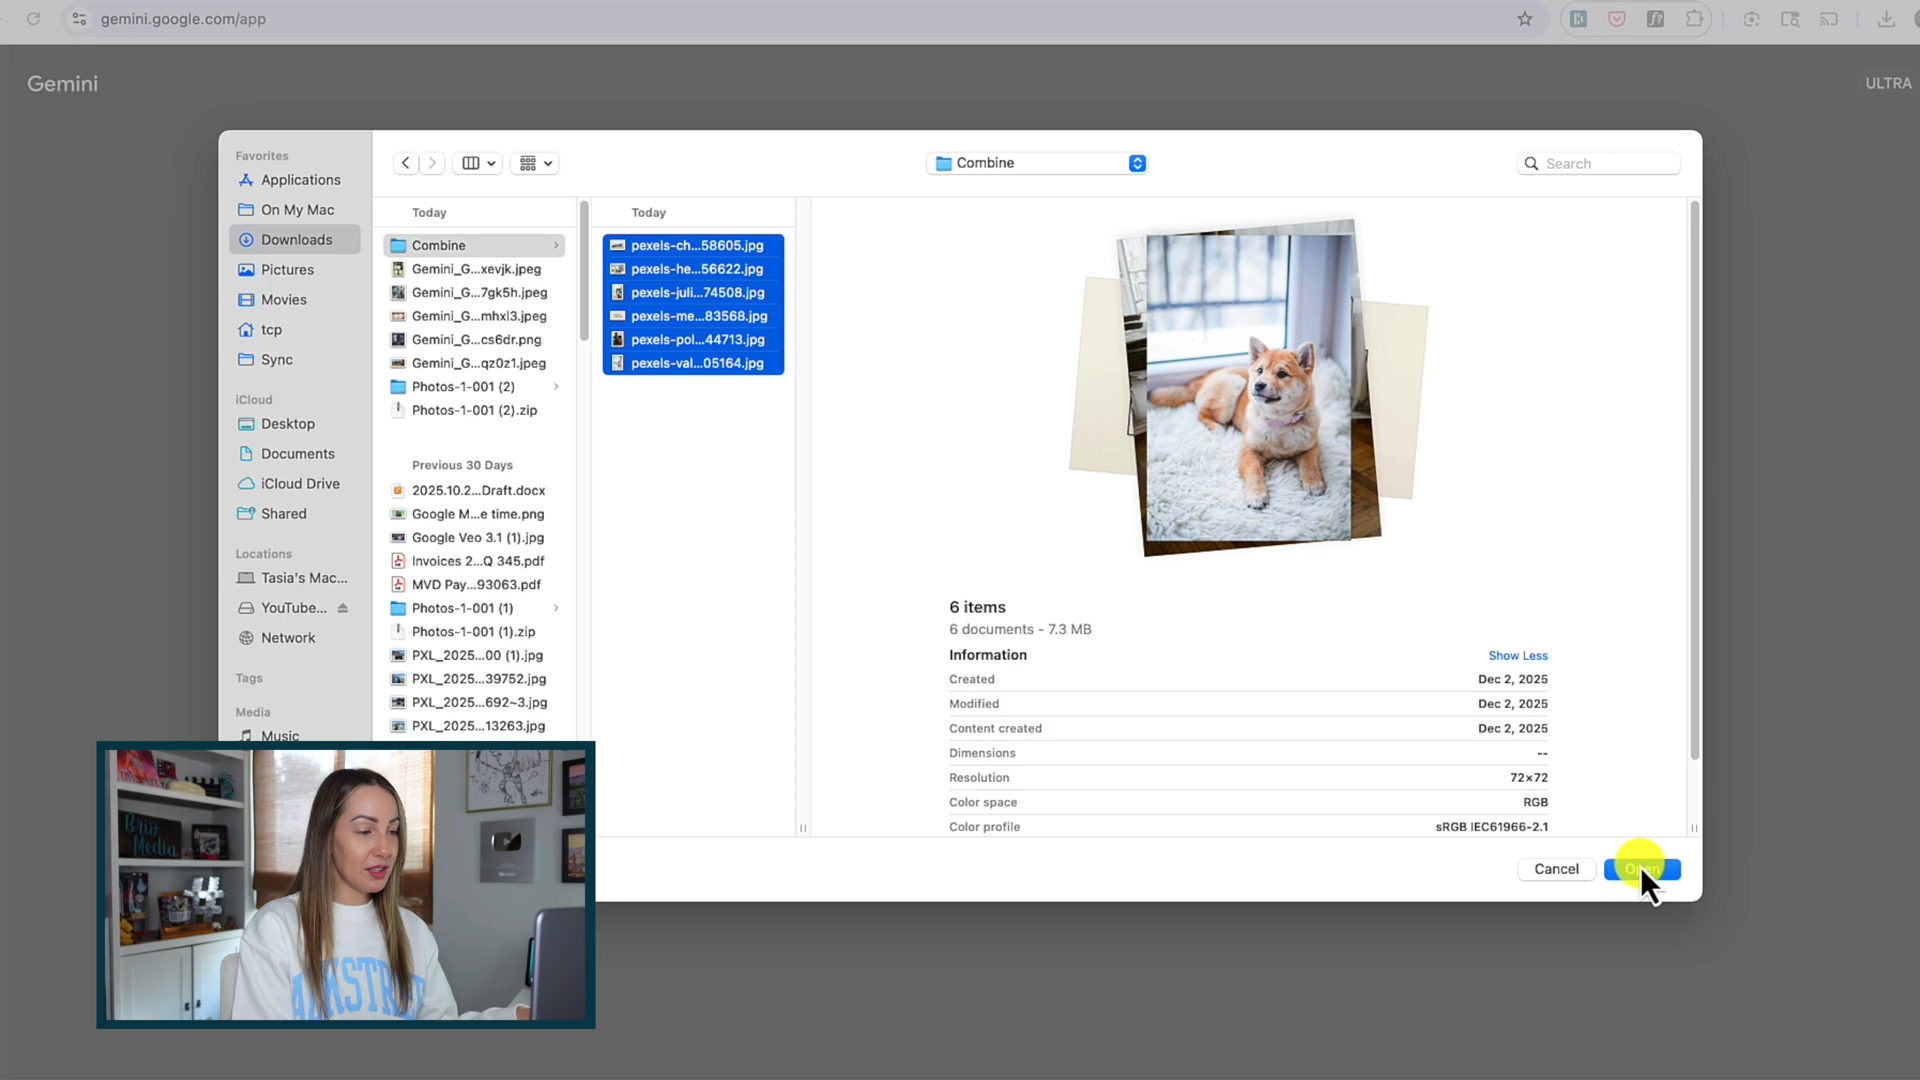 gemini.google.com/app
Gemini
ULTRA
Combine
Search
Favorites
Applications
On My Mac
Downloads
Pictures
Movies
tcp
Sync
iCloud
Desktop
Documents
iCloud Drive
Shared
Locations
Tasia's Mac...
YouTube...
Network
Tags
Media
Music
Today
Combine
Gemini_G...xevjk.jpeg
Gemini_G...7gk5h.jpeg
Gemini_G...mhxl3.jpeg
Gemini_G...cs6dr.png
Gemini_G...qz0z1.jpeg
Photos-1-001 (2)
Photos-1-001 (2).zip
Previous 30 Days
2025.10.2...Draft.docx
Google M...e time.png
Google Veo 3.1 (1).jpg
Invoices 2...Q 345.pdf
MVD Pay...93063.pdf
Photos-1-001 (1)
Photos-1-001 (1).zip
PXL_2025...00 (1).jpg
PXL_2025...39752.jpg
PXL_2025...692~3.jpg
PXL_2025...13263.jpg
Today
pexels-ch...58605.jpg
pexels-he...56622.jpg
pexels-juli...74508.jpg
pexels-me...83568.jpg
pexels-pol...44713.jpg
pexels-val...05164.jpg
6 items
6 documents - 7.3 MB
Information
Show Less
Created Dec 2, 2025
Modified Dec 2, 2025
Content created Dec 2, 2025
Dimensions --
Resolution 72×72
Color space RGB
Color profile sRGB IEC61966-2.1
Cancel
Open
Brio
Media